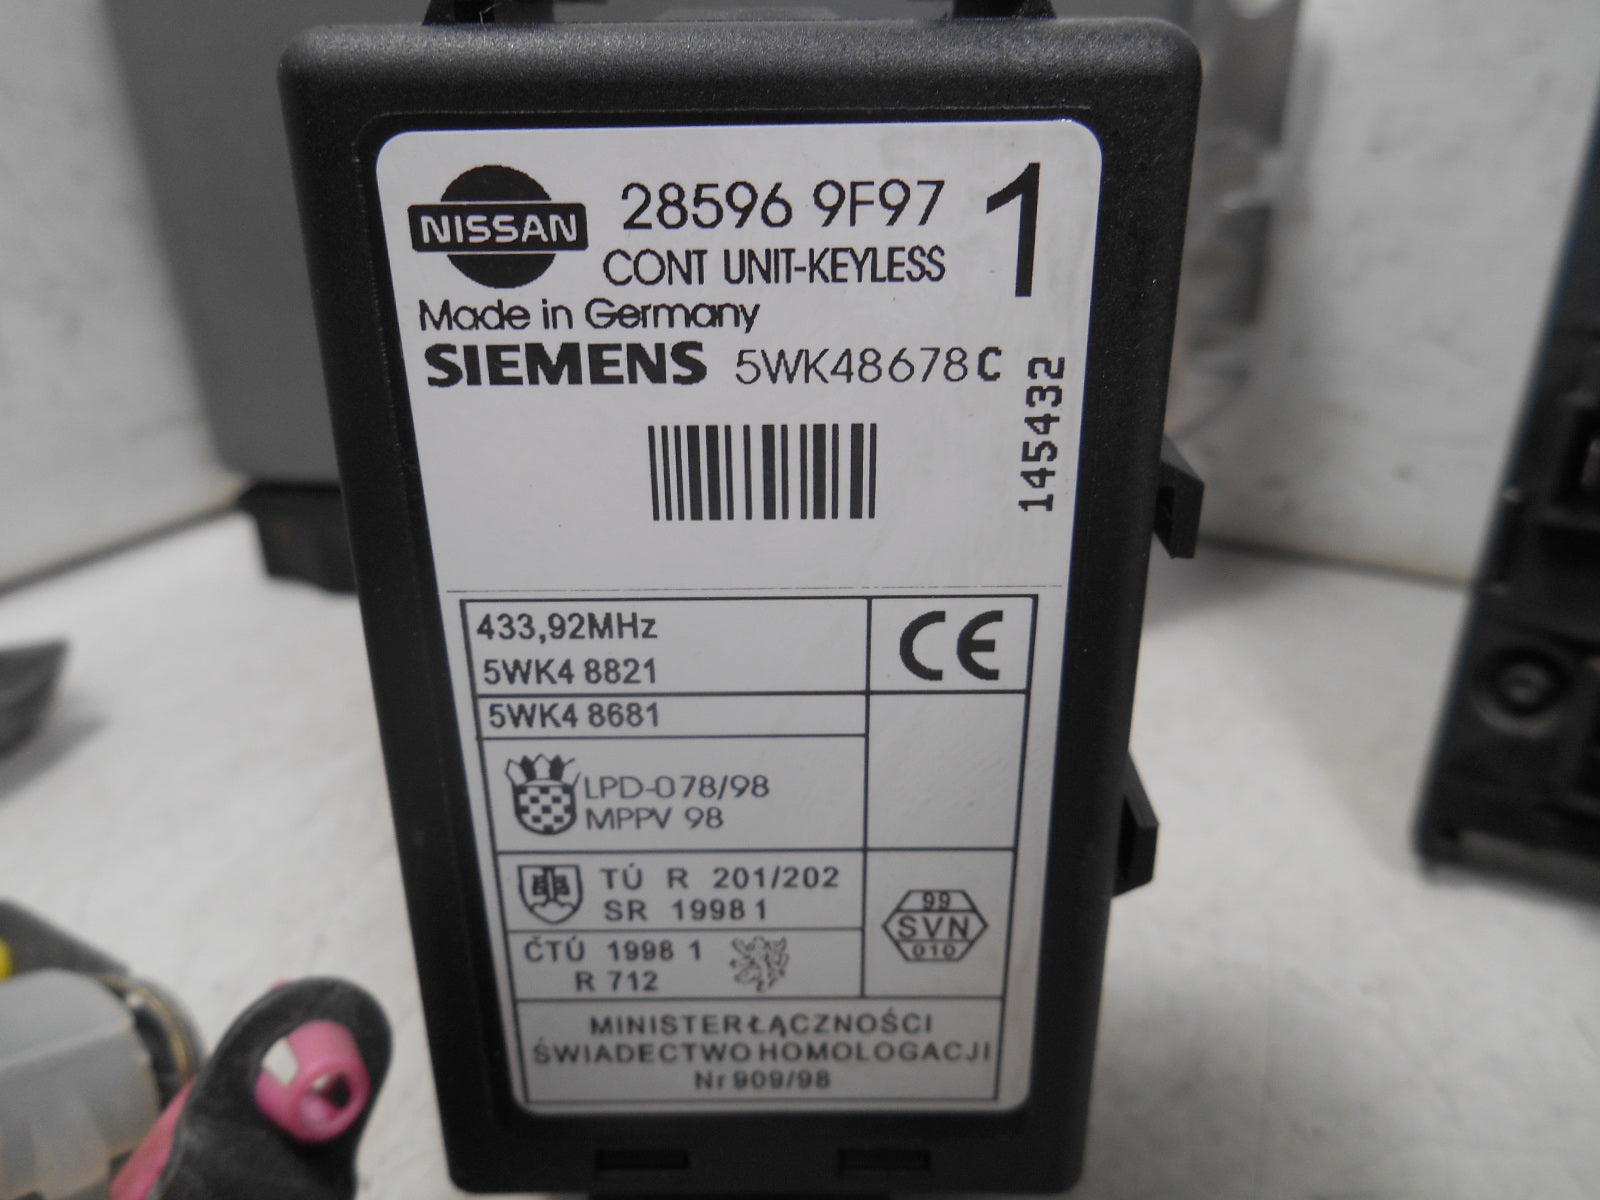 NISSAN
28596 9F97 1
CONT UNIT-KEYLESS
Made in Germany
SIEMENS 5WK48678 C
145432
433,92MHz
5WK4 8821
CE
5WK4 8681
LPD-078/98
MPPV 98
TÚ R 201/202
SR 1998 1
99
SVN
010
ČTÚ 1998 1
R 712
MINISTER ŁĄCZNOŚCI
ŚWIADECTWO HOMOLOGACJI
Nr 909/98